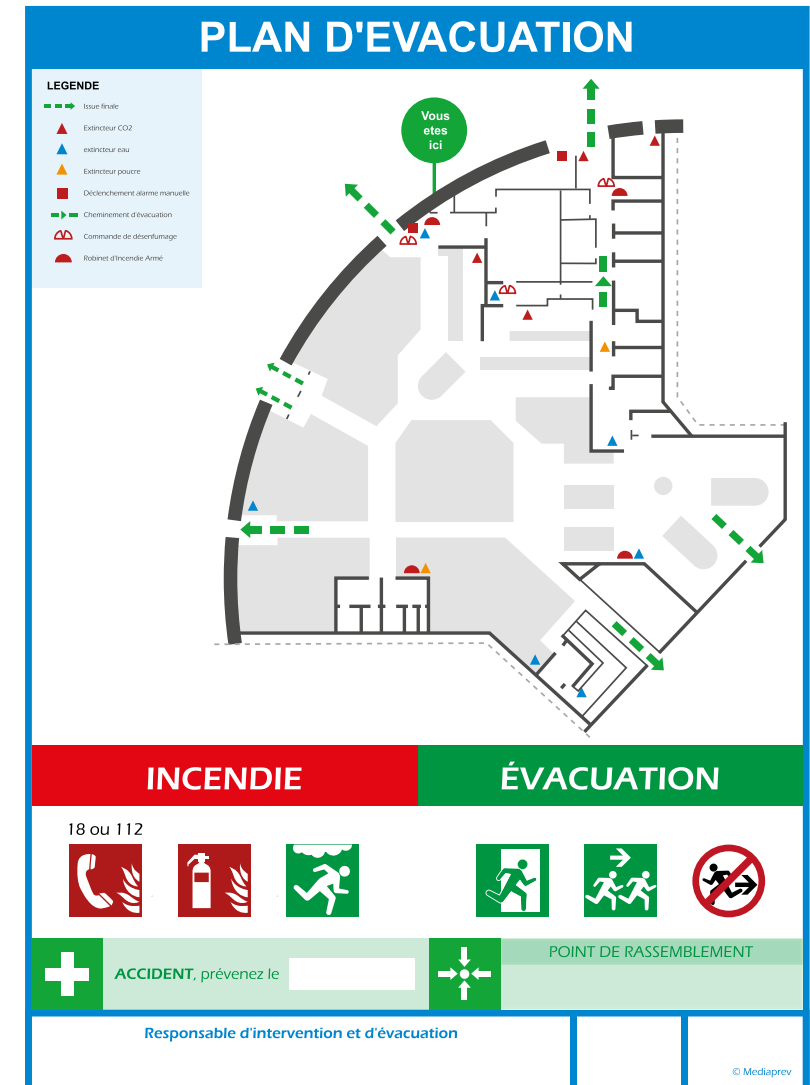 PLAN D'EVACUATION
LEGENDE
Issue finale
Extincteur CO2
extincteur eau
Extincteur poucre
Déclenchement alarme manuelle
Cheminement d'évacuation
Commande de désenfumage
Robinet d'Incendie Armé
Vous
etes
ici
INCENDIE
ÉVACUATION
18 ou 112
ACCIDENT, prévenez le
POINT DE RASSEMBLEMENT
Responsable d'intervention et d'évacuation
© Mediaprev